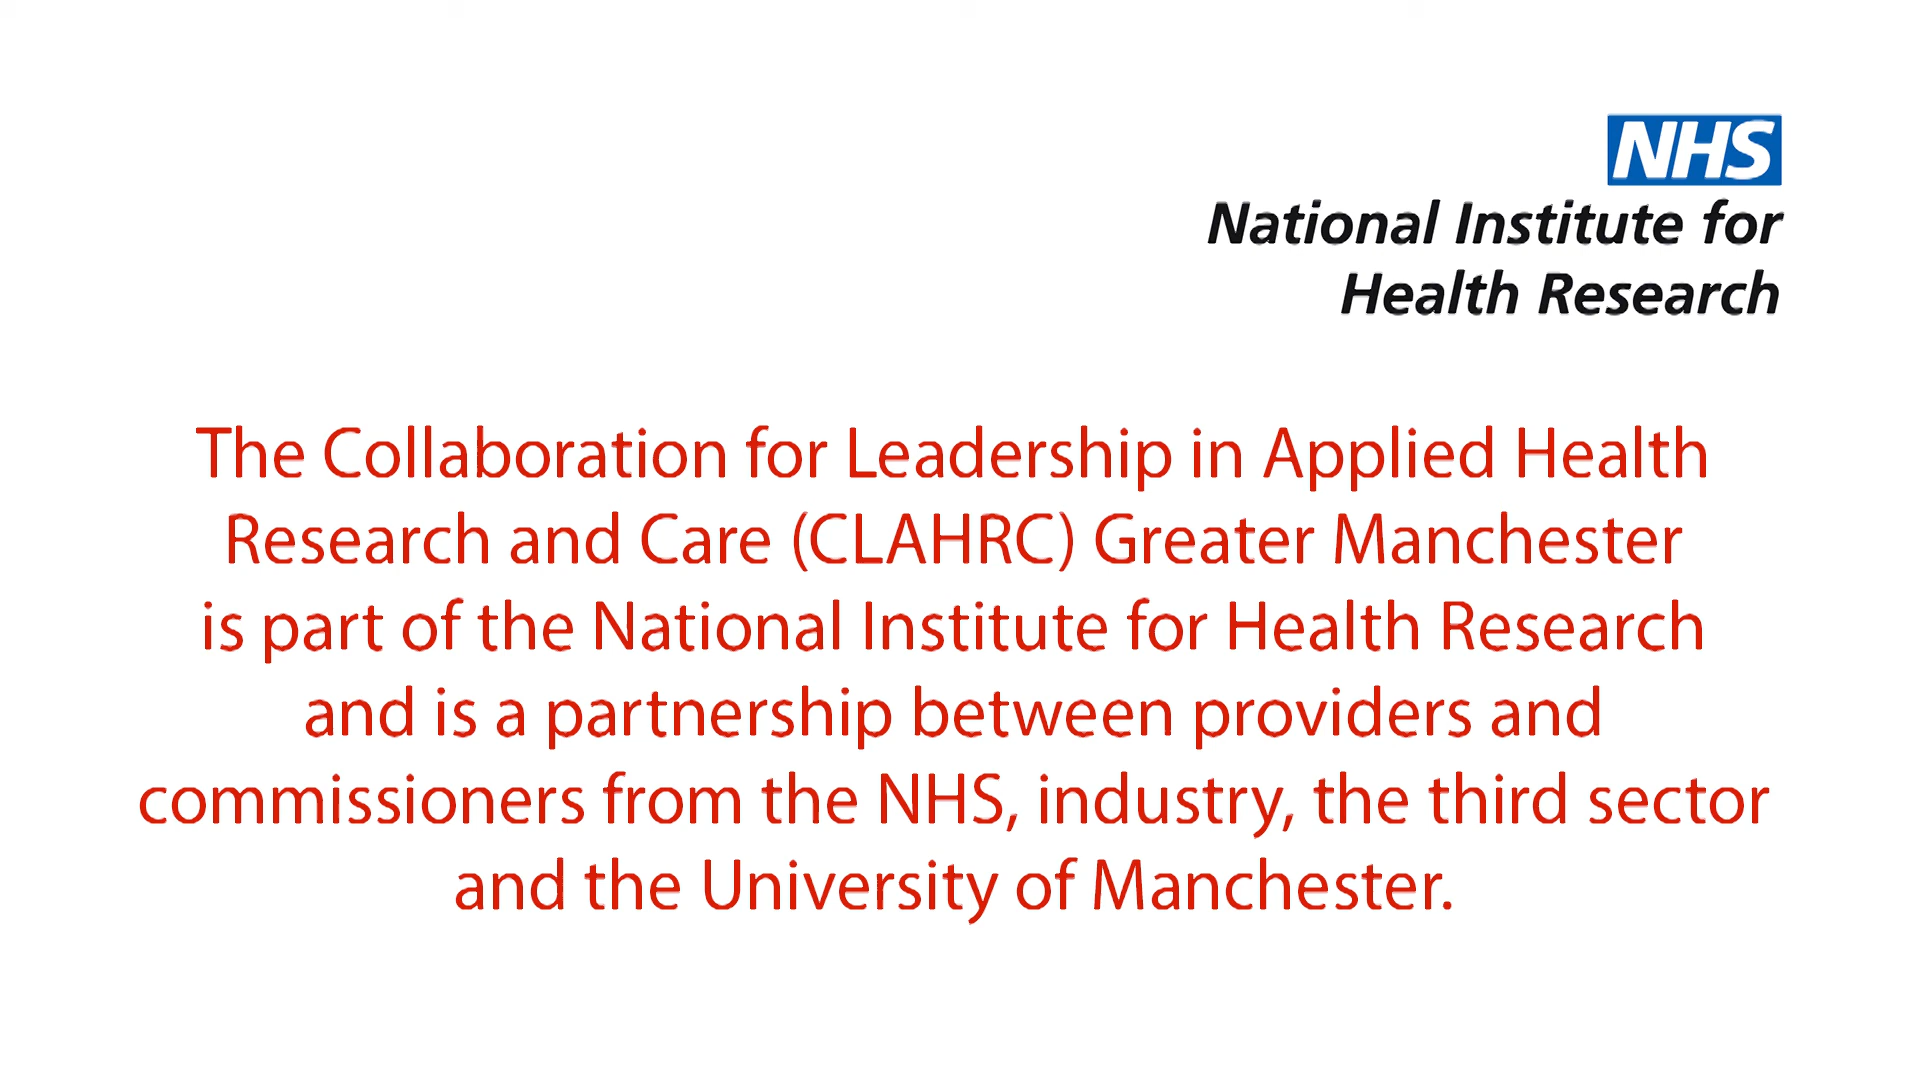 NHS
National Institute for
Health Research
The Collaboration for Leadership in Applied Health
Research and Care (CLAHRC) Greater Manchester
is part of the National Institute for Health Research
and is a partnership between providers and
commissioners from the NHS, industry, the third sector
and the University of Manchester.